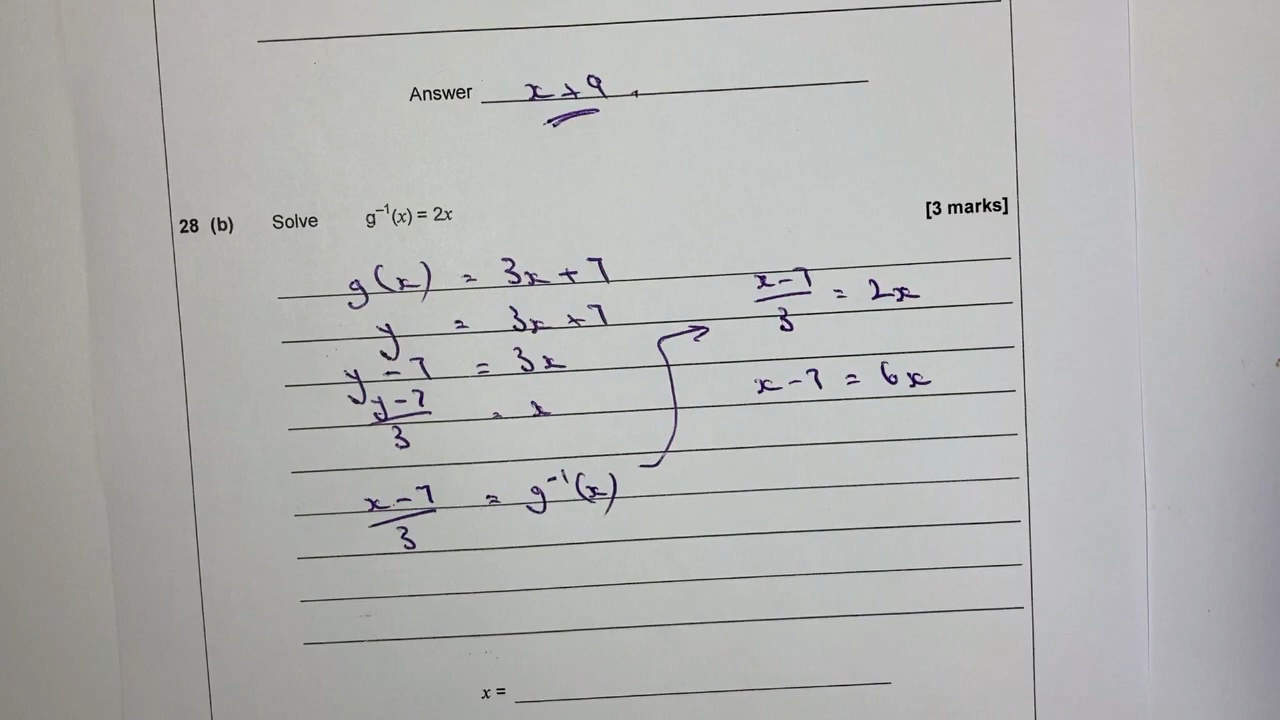 Answer x + 9
28 (b) Solve g⁻¹(x) = 2x [3 marks]
g(x) = 3x + 7
y = 3x + 7
y - 7 = 3x
y - 7 / 3 = x
x - 7 / 3 = g⁻¹(x)
x - 7 / 3 = 2x
x - 7 = 6x
x =